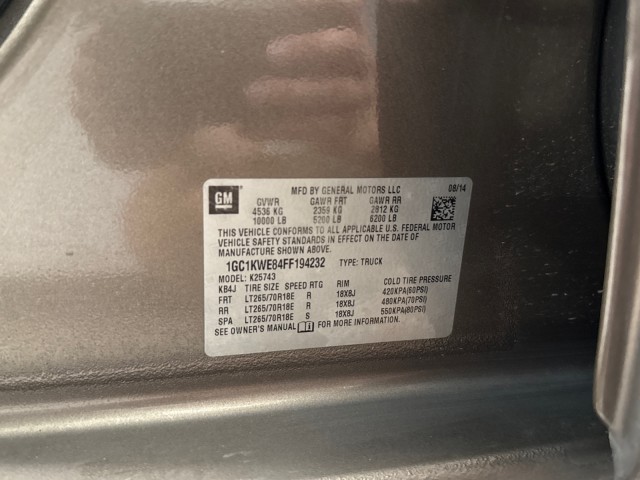 GM
MFD BY GENERAL MOTORS LLC 08/14
GVWR GAWR FRT GAWR RR
4536 KG 2359 KG 2812 KG
10000 LB 5200 LB 6200 LB
THIS VEHICLE CONFORMS TO ALL APPLICABLE U.S. FEDERAL MOTOR
VEHICLE SAFETY STANDARDS IN EFFECT ON THE DATE OF
MANUFACTURE SHOWN ABOVE.
1GC1KWE84FF194232 TYPE: TRUCK
MODEL: K25743
KB4J TIRE SIZE SPEED RTG RIM COLD TIRE PRESSURE
FRT LT265/70R18E R 18X8J 420KPA(60PSI)
RR LT265/70R18E R 18X8J 480KPA(70PSI)
SPA LT265/70R18E S 18X8J 550KPA(80PSI)
SEE OWNER'S MANUAL FOR MORE INFORMATION.